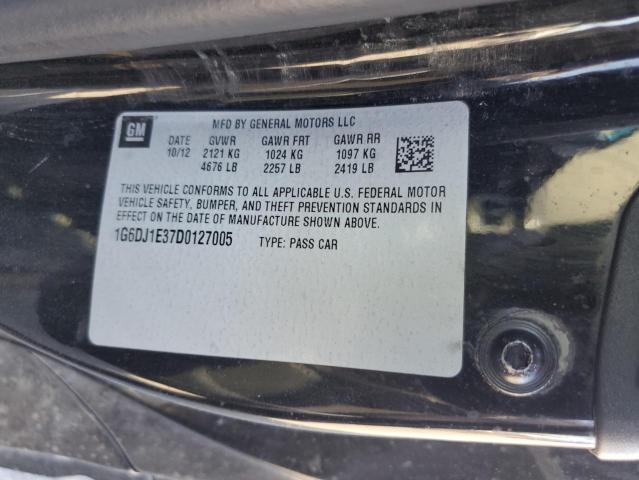 GM
MFD BY GENERAL MOTORS LLC
DATE GVWR GAWR FRT GAWR RR
10/12 2121 KG 1024 KG 1097 KG
4676 LB 2257 LB 2419 LB
THIS VEHICLE CONFORMS TO ALL APPLICABLE U.S. FEDERAL MOTOR
VEHICLE SAFETY, BUMPER, AND THEFT PREVENTION STANDARDS IN
EFFECT ON THE DATE OF MANUFACTURE SHOWN ABOVE.
1G6DJ1E37D0127005 TYPE: PASS CAR